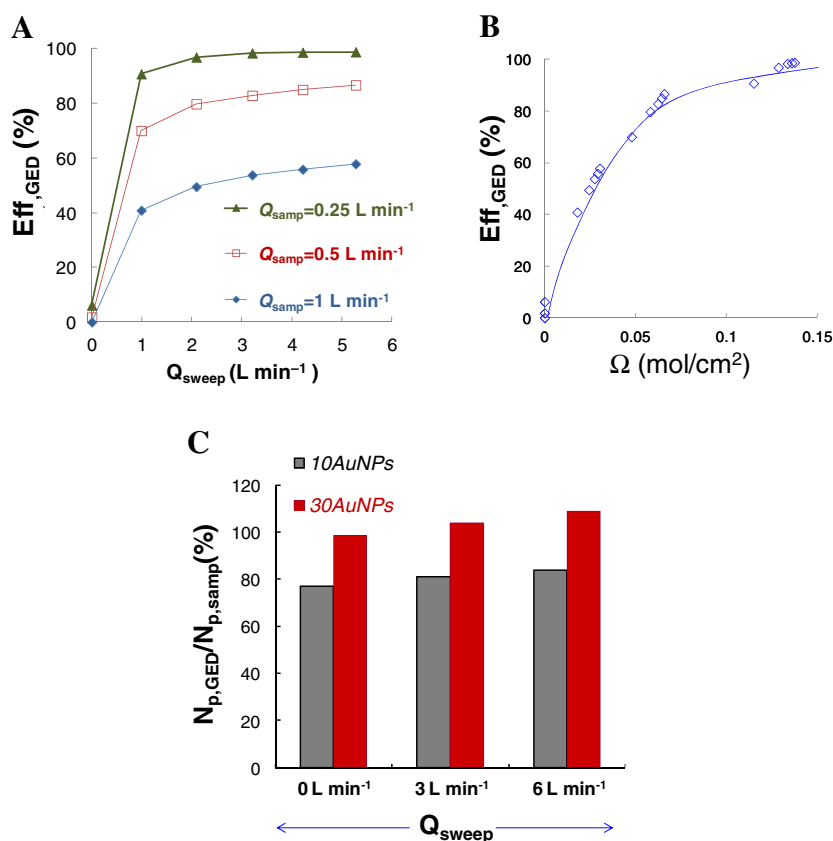 A
Eff,GED (%)
100
80
60
40
20
0
0 1 2 3 4 5 6
Qsamp=0.25 L min⁻¹
Qsamp=0.5 L min⁻¹
Qsamp=1 L min⁻¹
Qsweep (L min⁻¹ )
B
Eff,GED (%)
100
80
60
40
20
0
0 0.05 0.1 0.15
Ω (mol/cm²)
C
10AuNPs
30AuNPs
Np,GED/Np,samp(%)
120
100
80
60
40
20
0
0 L min⁻¹ 3 L min⁻¹ 6 L min⁻¹
Qsweep